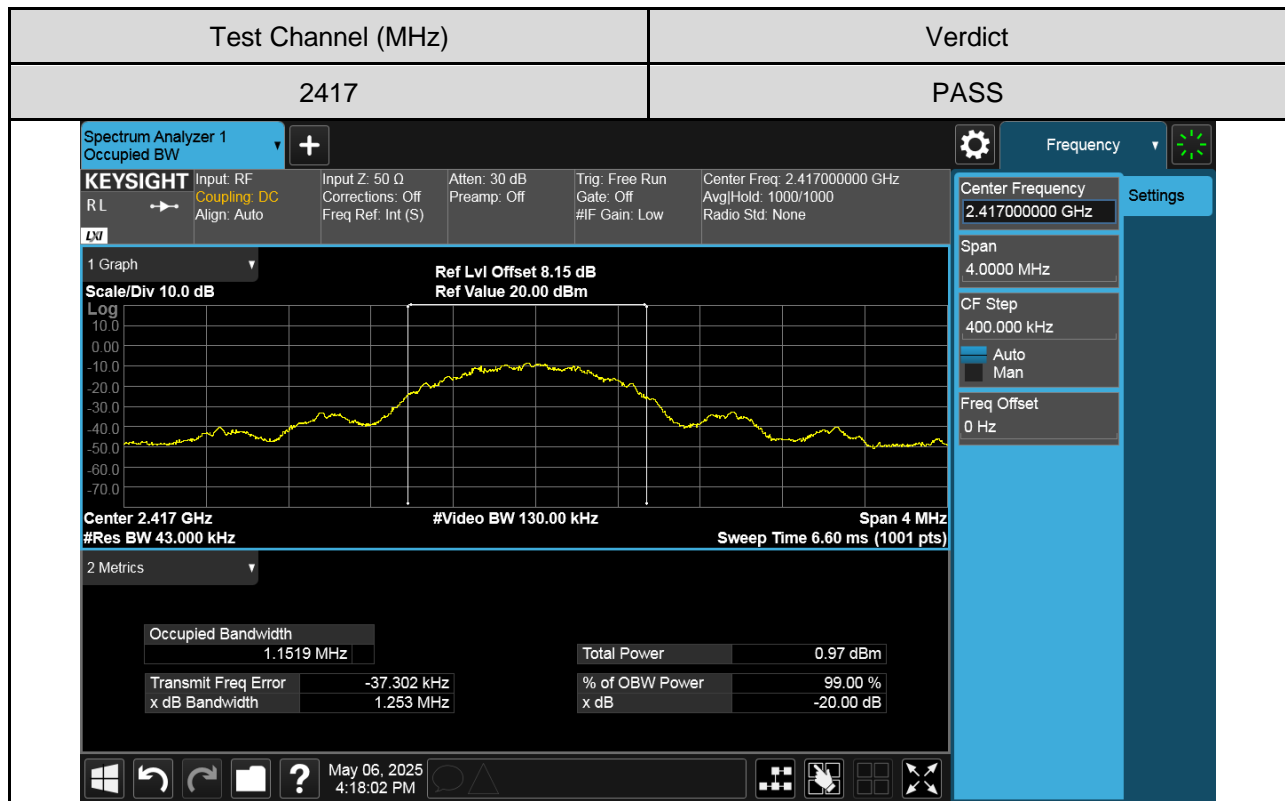 Test Channel (MHz)
Verdict
2417
PASS
Spectrum Analyzer 1
Occupied BW
Frequency
KEYSIGHT
RL
LXI
Input: RF
Coupling: DC
Align: Auto
Input Z: 50 Ω
Corrections: Off
Freq Ref: Int (S)
Atten: 30 dB
Preamp: Off
Trig: Free Run
Gate: Off
#IF Gain: Low
Center Freq: 2.417000000 GHz
Avg|Hold: 1000/1000
Radio Std: None
Center Frequency
2.417000000 GHz
Settings
Span
4.0000 MHz
CF Step
400.000 kHz
Auto
Man
Freq Offset
0 Hz
1 Graph
Scale/Div 10.0 dB
Ref Lvl Offset 8.15 dB
Ref Value 20.00 dBm
Log
10.0
0.00
-10.0
-20.0
-30.0
-40.0
-50.0
-60.0
-70.0
Center 2.417 GHz
#Video BW 130.00 kHz
Span 4 MHz
#Res BW 43.000 kHz
Sweep Time 6.60 ms (1001 pts)
2 Metrics
Occupied Bandwidth
1.1519 MHz
Total Power 0.97 dBm
Transmit Freq Error -37.302 kHz
% of OBW Power 99.00 %
x dB Bandwidth 1.253 MHz
x dB -20.00 dB
?
May 06, 2025
4:18:02 PM